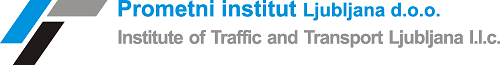 Prometni institut Ljubljana d.o.o.
Institute of Traffic and Transport Ljubljana l.l.c.